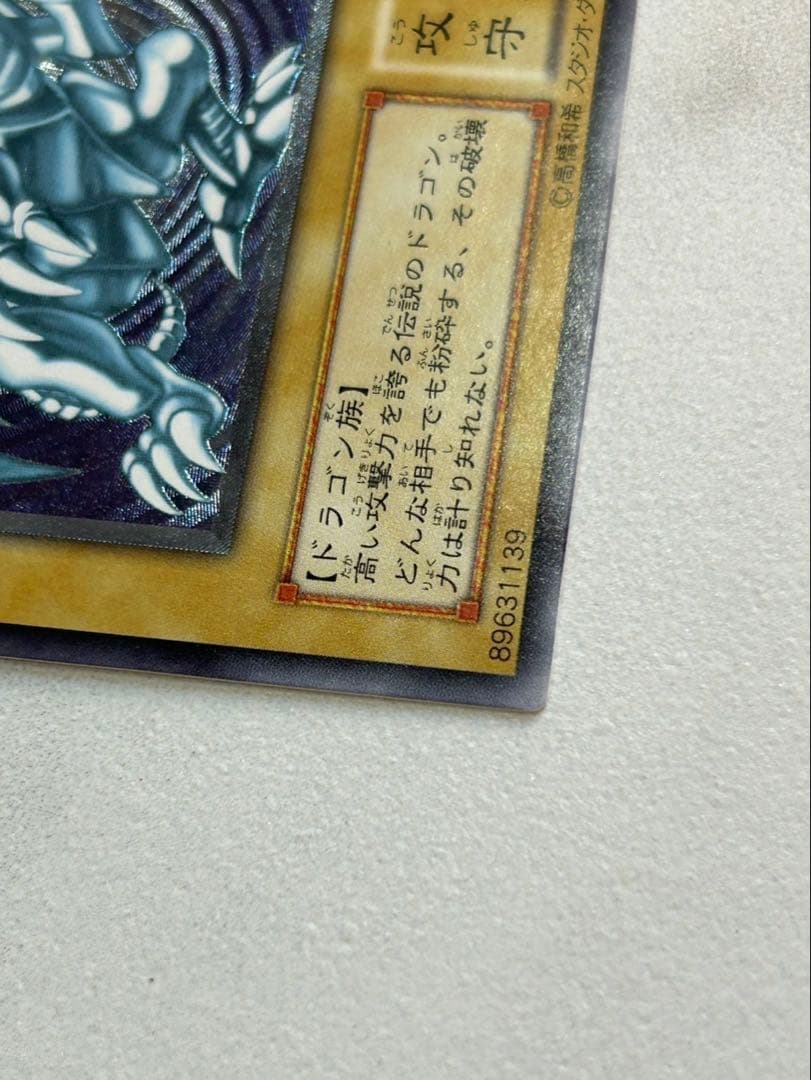 攻
守
【ドラゴン族】
高い攻撃力を誇る伝説のドラゴン。
どんな相手でも粉砕する、その破壊
力は計り知れない。
89631139
©高橋和希 スタジオ・ダ